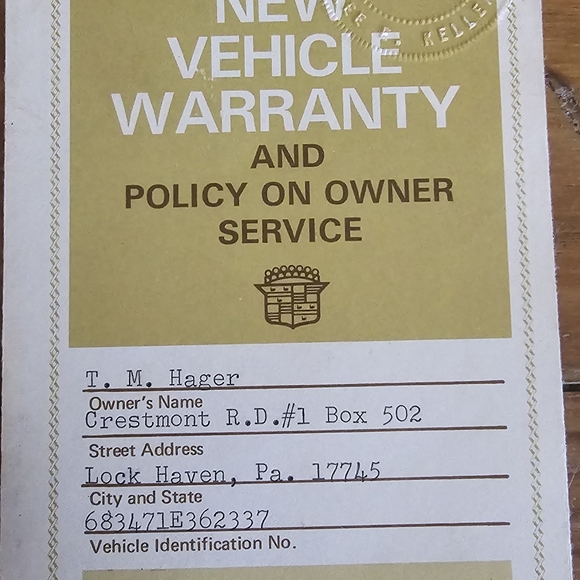 NEW
VEHICLE
WARRANTY
AND
POLICY ON OWNER
SERVICE
T. M. Hager
Owner's Name
Crestmont R.D.#1 Box 502
Street Address
Lock Haven, Pa. 17745
City and State
683471E362337
Vehicle Identification No.